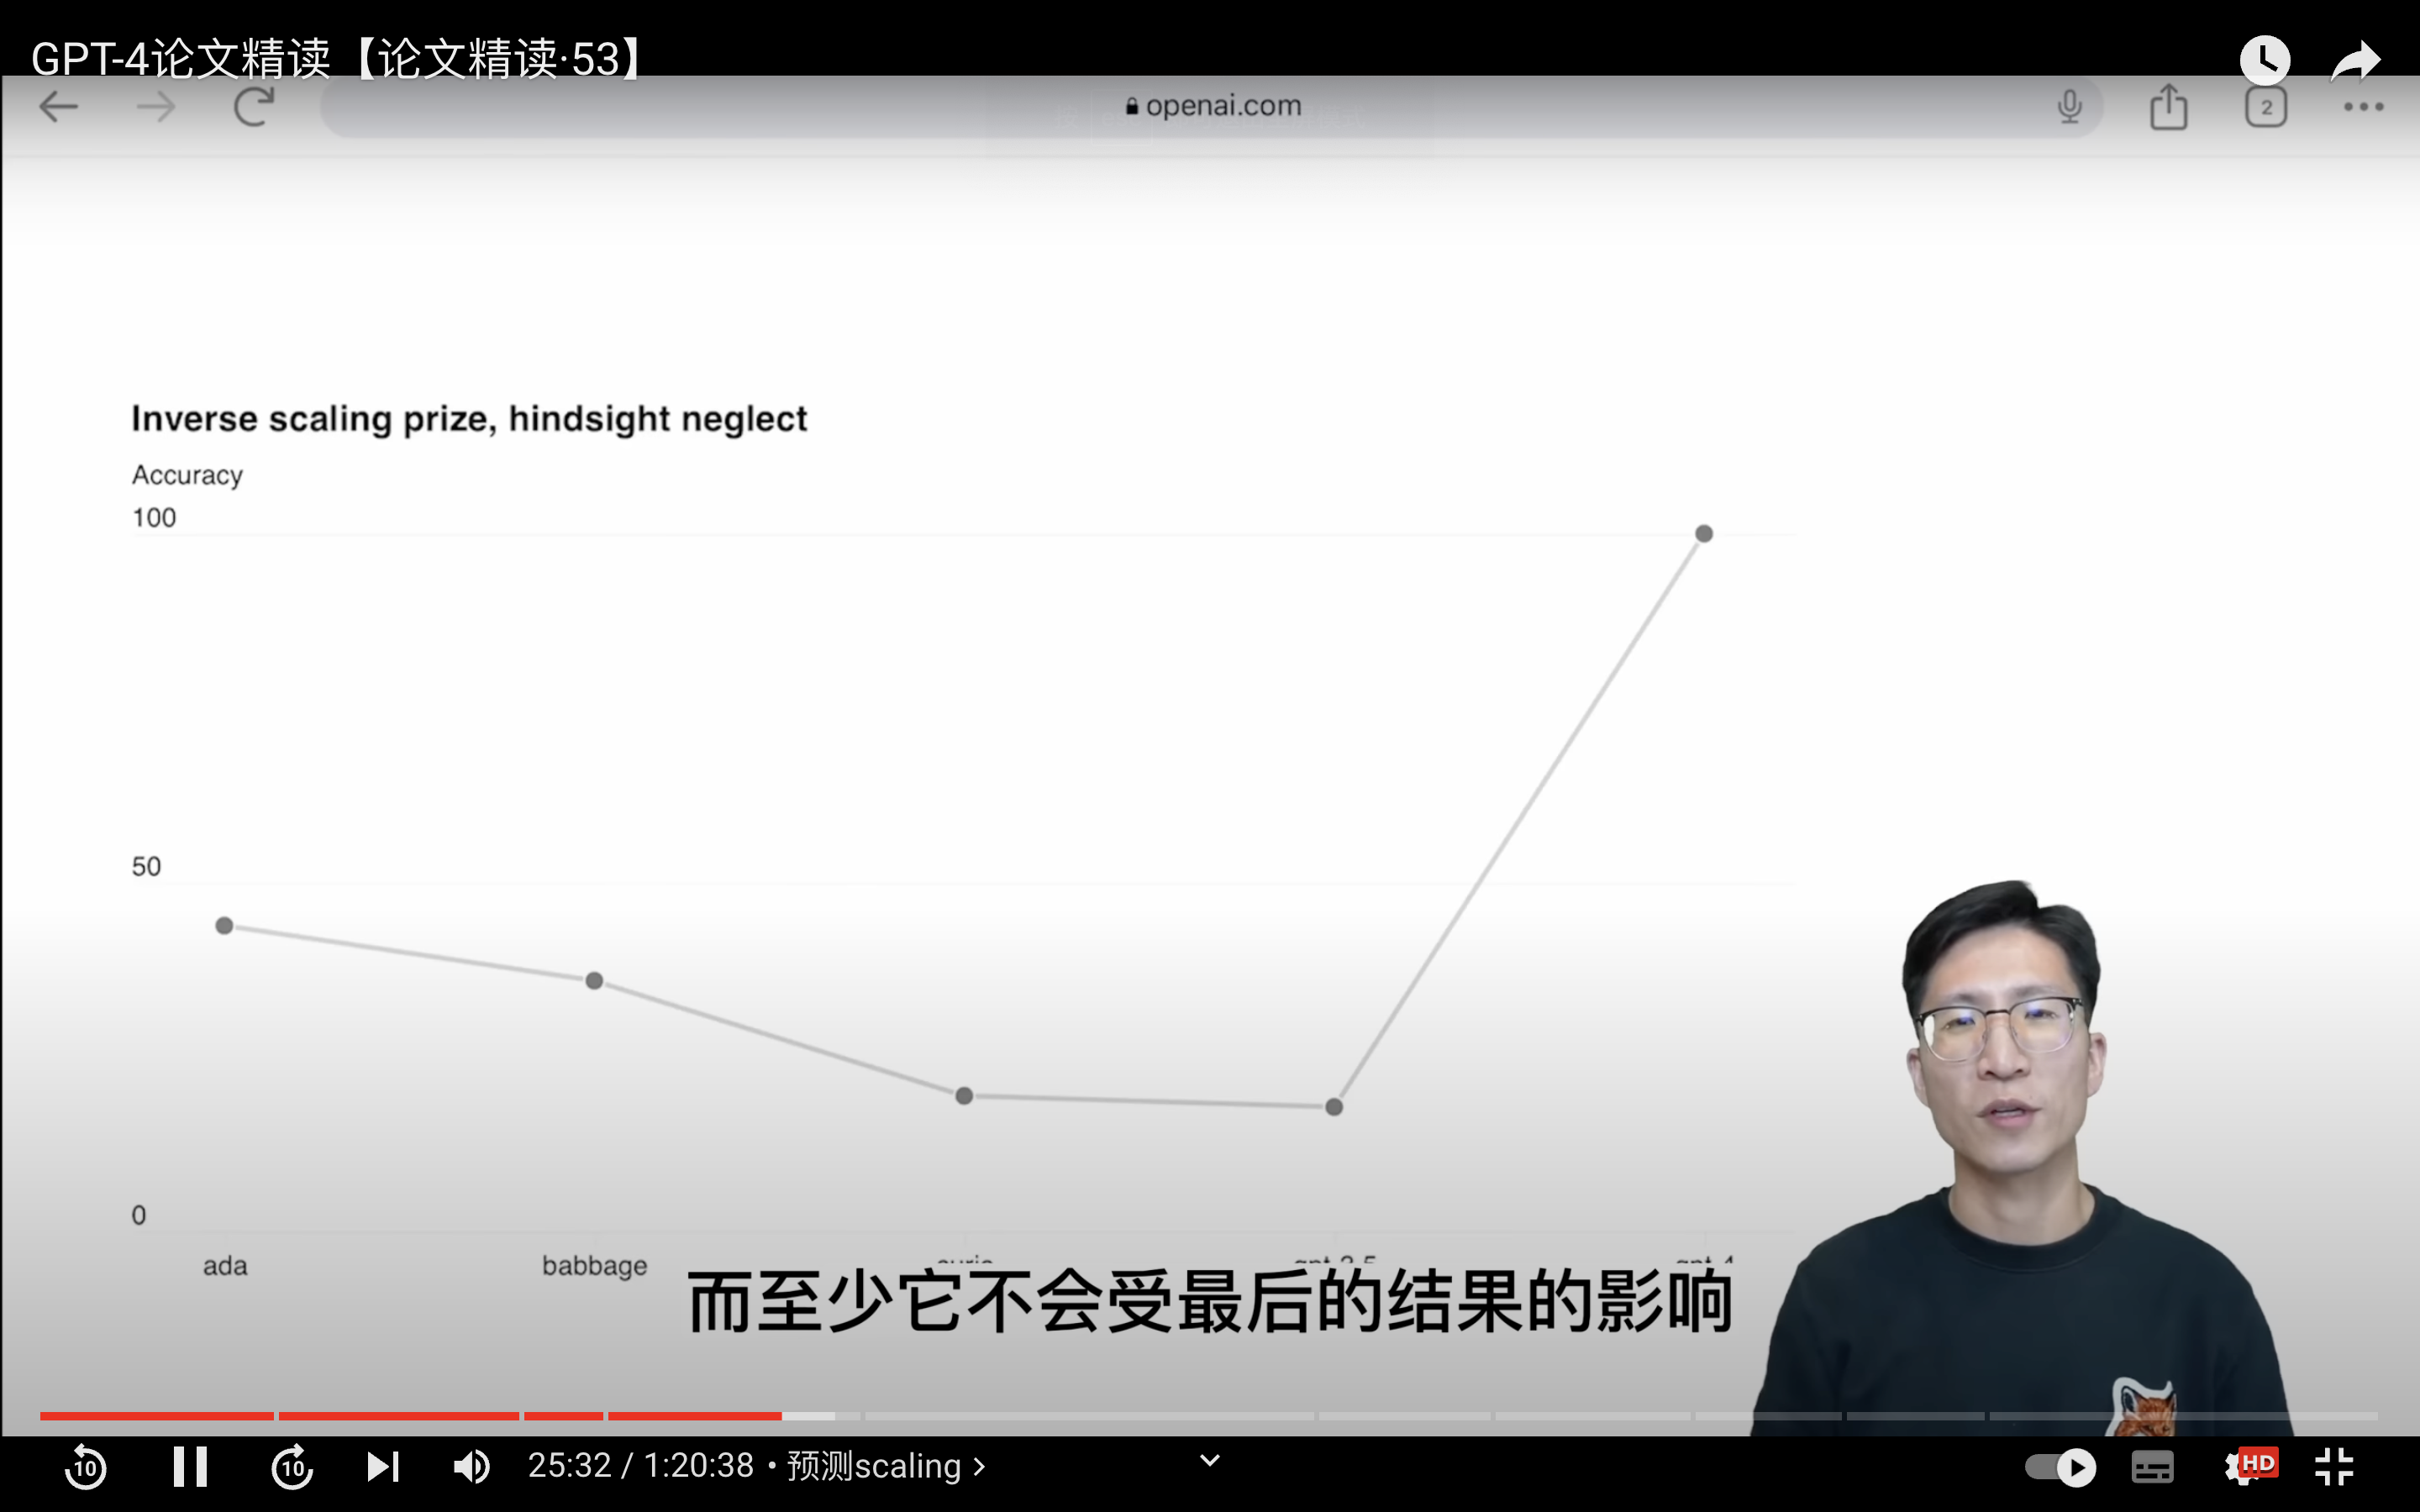 GPT-4论文精读【论文精读·53】
openai.com
2
Inverse scaling prize, hindsight neglect
Accuracy
100
50
0
ada babbage
而至少它不会受最后的结果的影响
10 10 25:32 / 1:20:38 • 预测scaling > HD